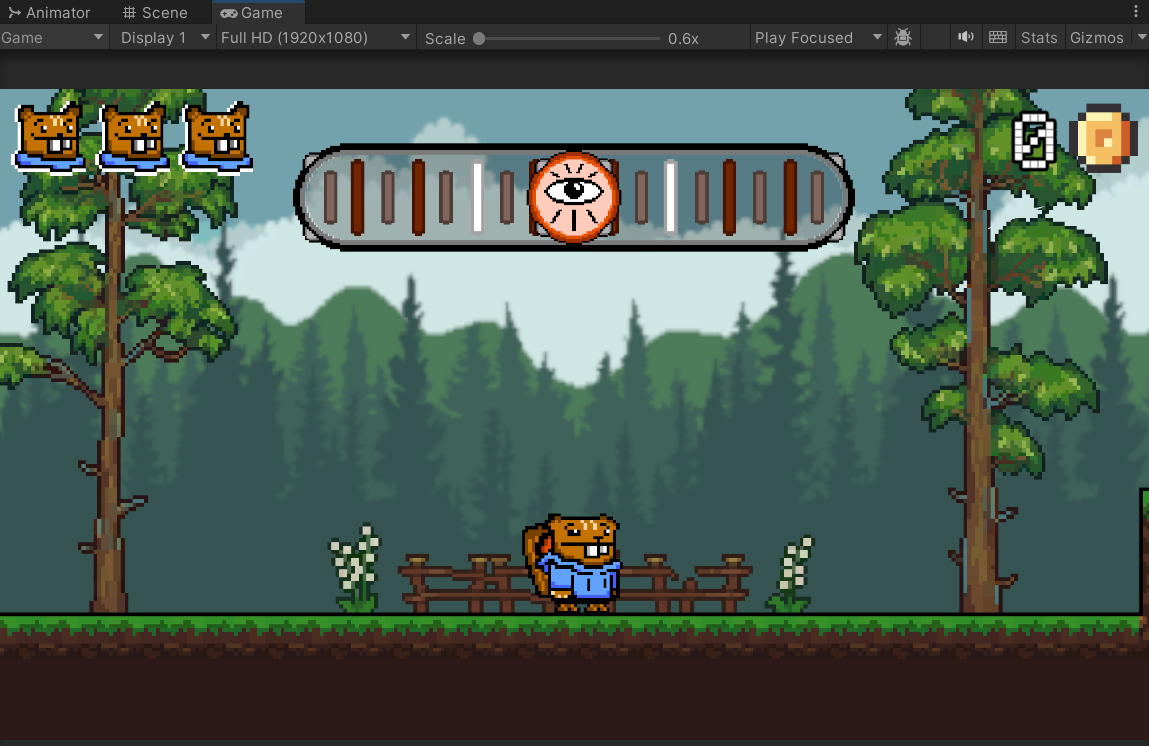 Animator Scene Game
Game Display 1 Full HD (1920x1080) Scale 0.6x Play Focused Stats Gizmos
0